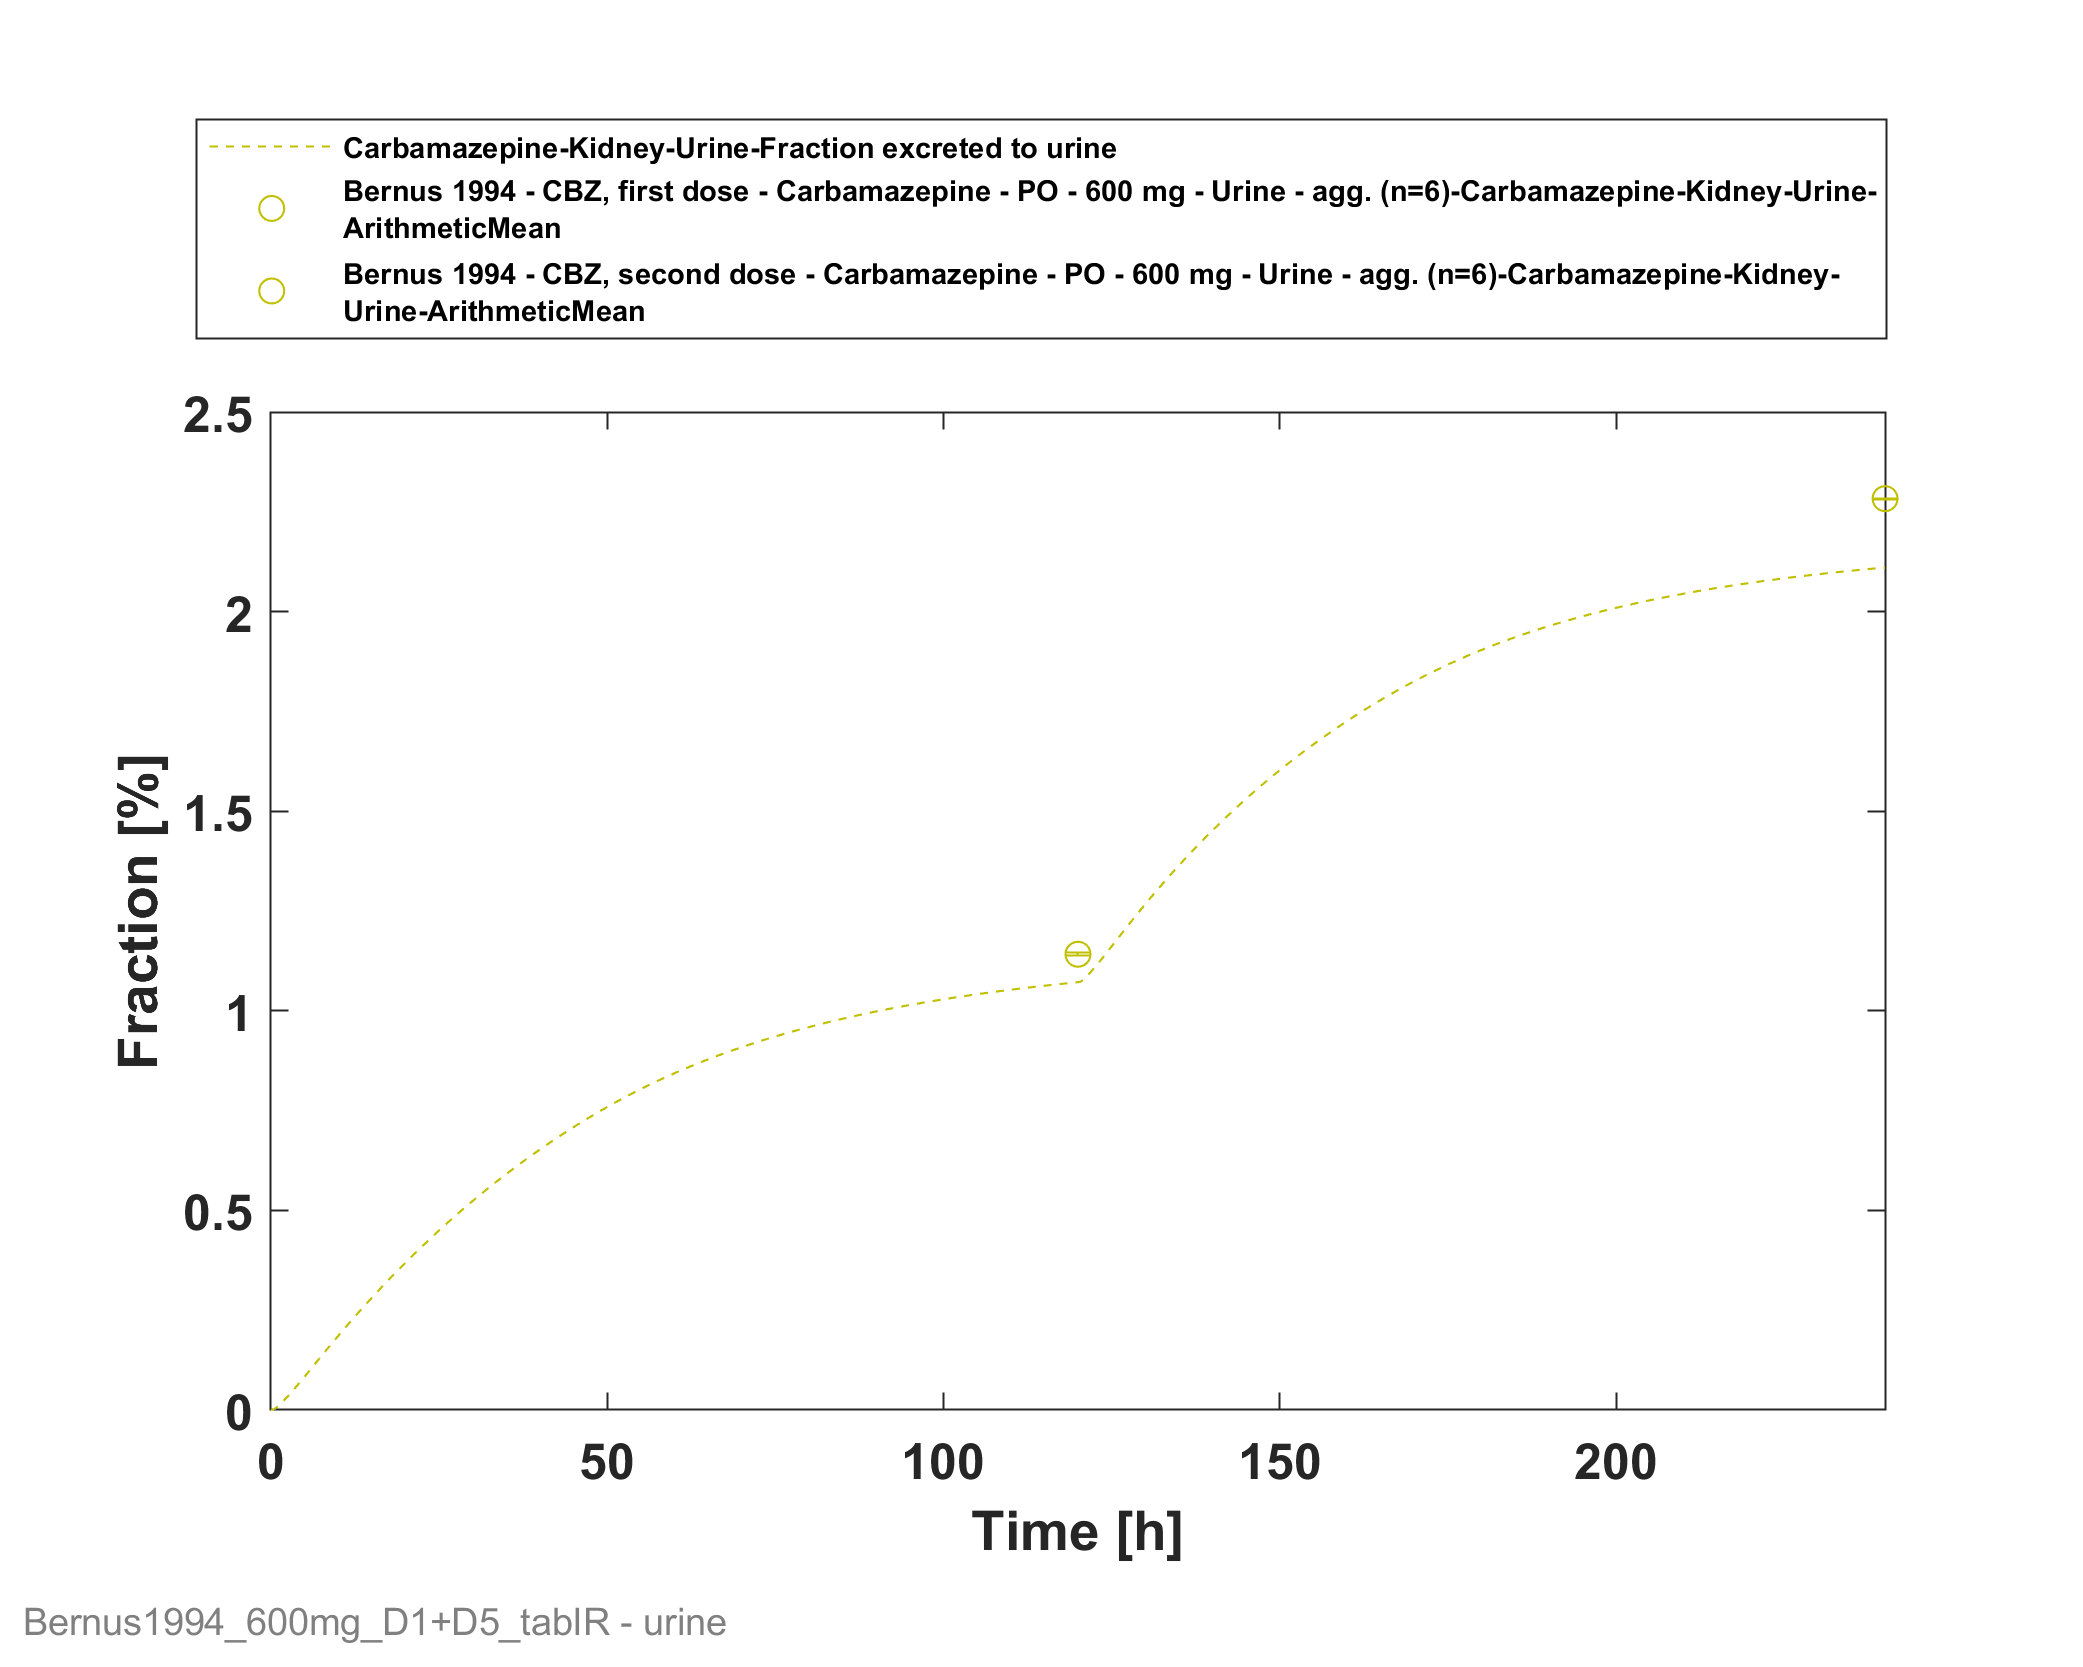 Carbamazepine-Kidney-Urine-Fraction excreted to urine
Bernus 1994 - CBZ, first dose - Carbamazepine - PO - 600 mg - Urine - agg. (n=6)-Carbamazepine-Kidney-Urine-
ArithmeticMean
Bernus 1994 - CBZ, second dose - Carbamazepine - PO - 600 mg - Urine - agg. (n=6)-Carbamazepine-Kidney-
Urine-ArithmeticMean
2.5
2
1.5
1
0.5
0
Fraction [%]
0 50 100 150 200
Time [h]
Bernus1994_600mg_D1+D5_tabIR - urine